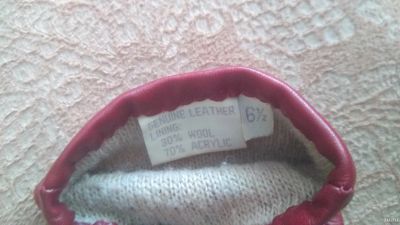 GENUINE LEATHER
LINING
30% WOOL
70% ACRYLIC
6½